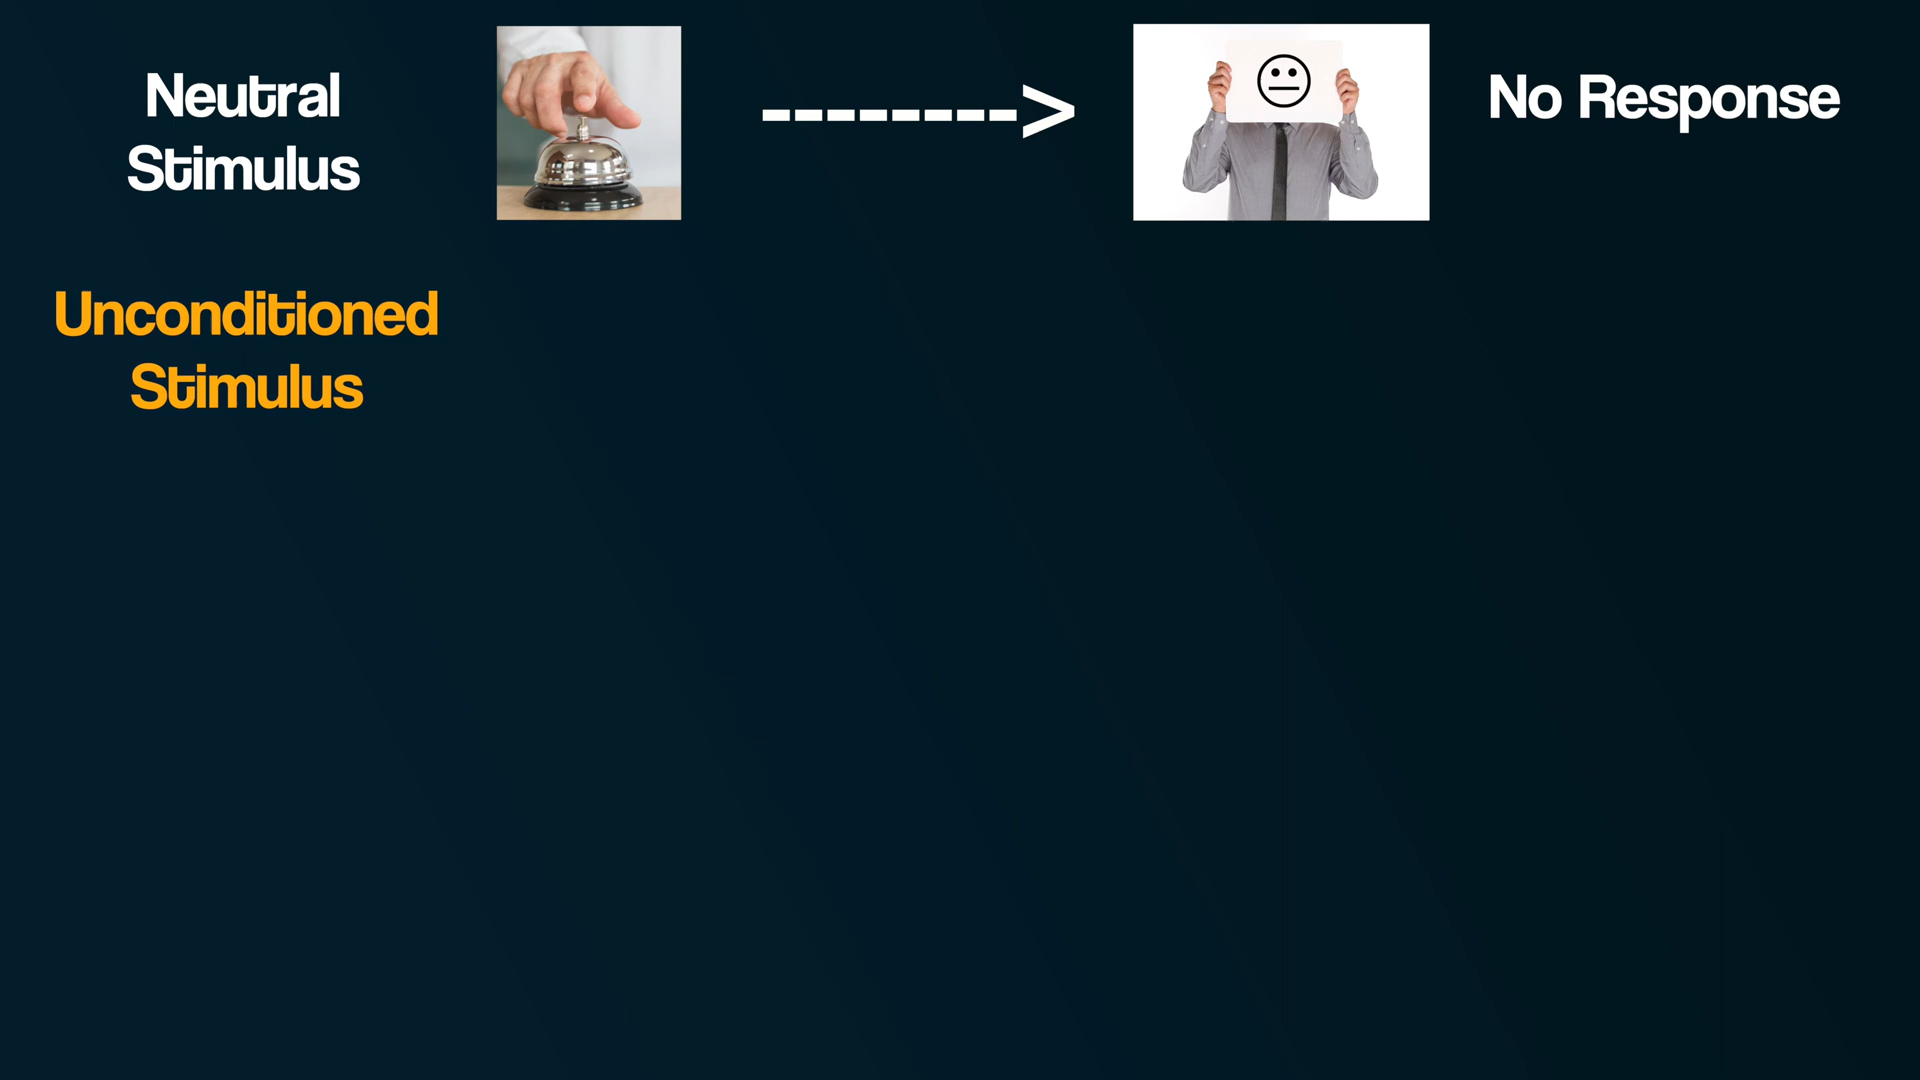 Neutral
Stimulus
-------->
No Response
Unconditioned
Stimulus